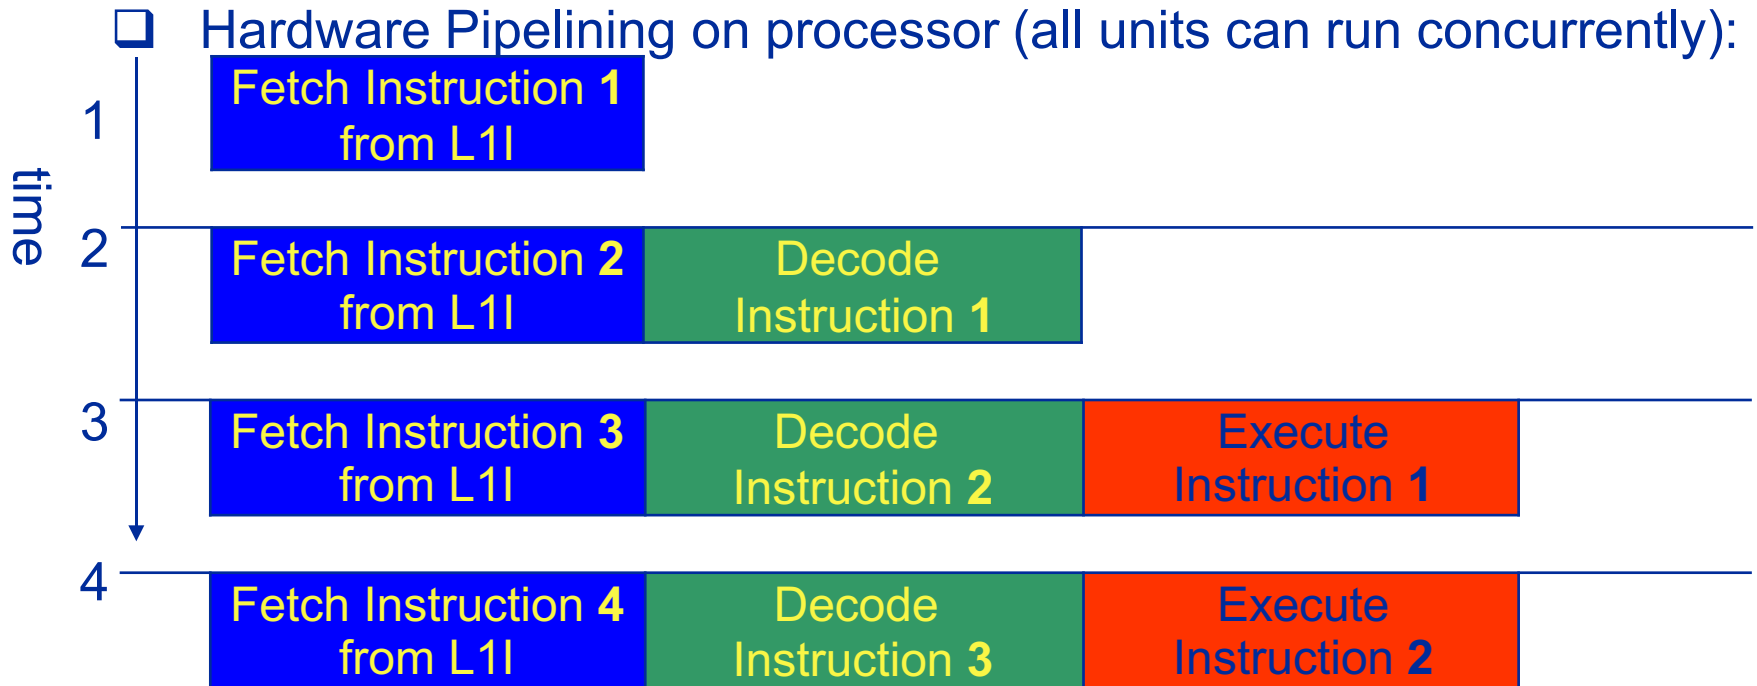 ❑ Hardware Pipelining on processor (all units can run concurrently):
time
1
Fetch Instruction 1
from L1I
2
Fetch Instruction 2
from L1I
Decode
Instruction 1
3
Fetch Instruction 3
from L1I
Decode
Instruction 2
Execute
Instruction 1
4
Fetch Instruction 4
from L1I
Decode
Instruction 3
Execute
Instruction 2